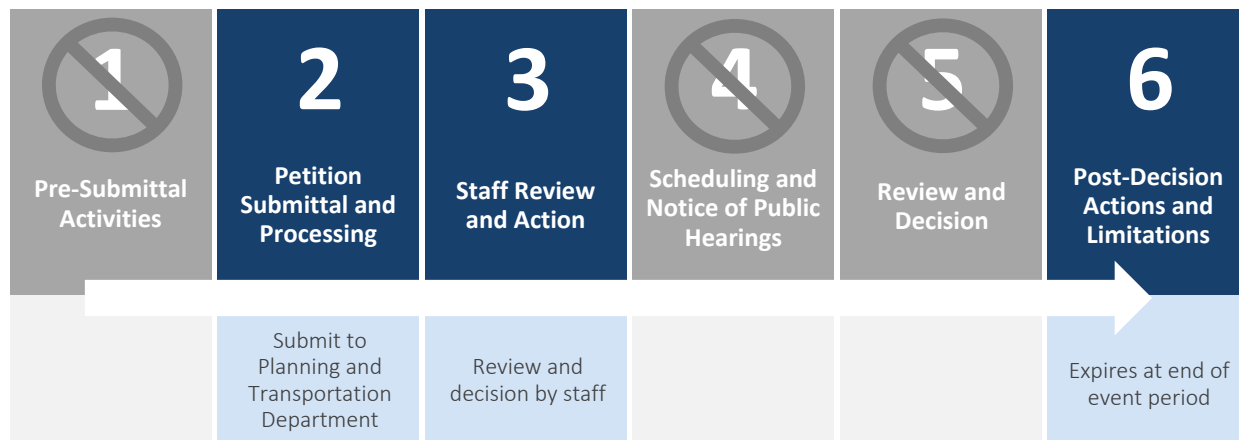 1
Pre-Submittal
Activities
2
Petition
Submittal and
Processing
3
Staff Review
and Action
4
Scheduling and
Notice of Public
Hearings
5
Review and
Decision
6
Post-Decision
Actions and
Limitations
Submit to
Planning and
Transportation
Department
Review and
decision by staff
Expires at end of
event period